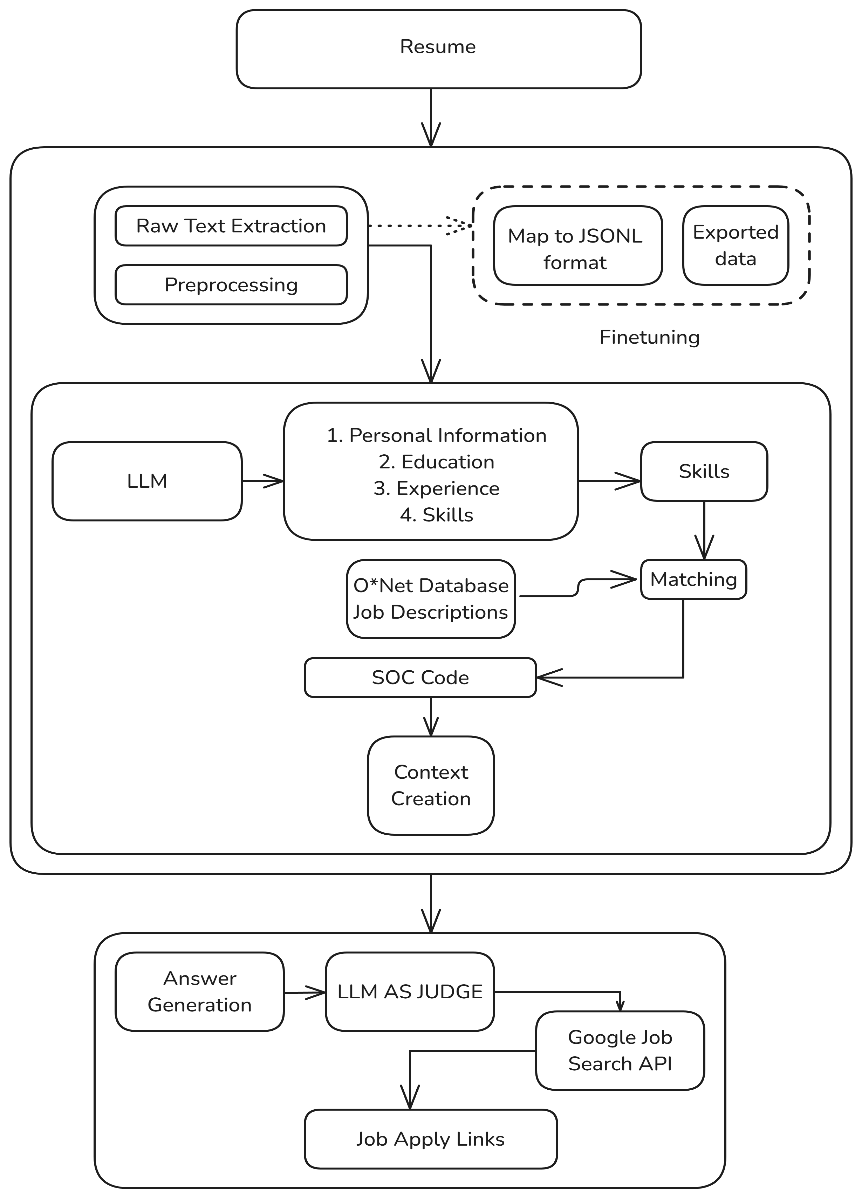 Resume
Raw Text Extraction
Preprocessing
Map to JSONL
format
Exported
data
Finetuning
LLM
1. Personal Information
2. Education
3. Experience
4. Skills
Skills
O*Net Database
Job Descriptions
Matching
SOC Code
Context
Creation
Answer
Generation
LLM AS JUDGE
Google Job
Search API
Job Apply Links